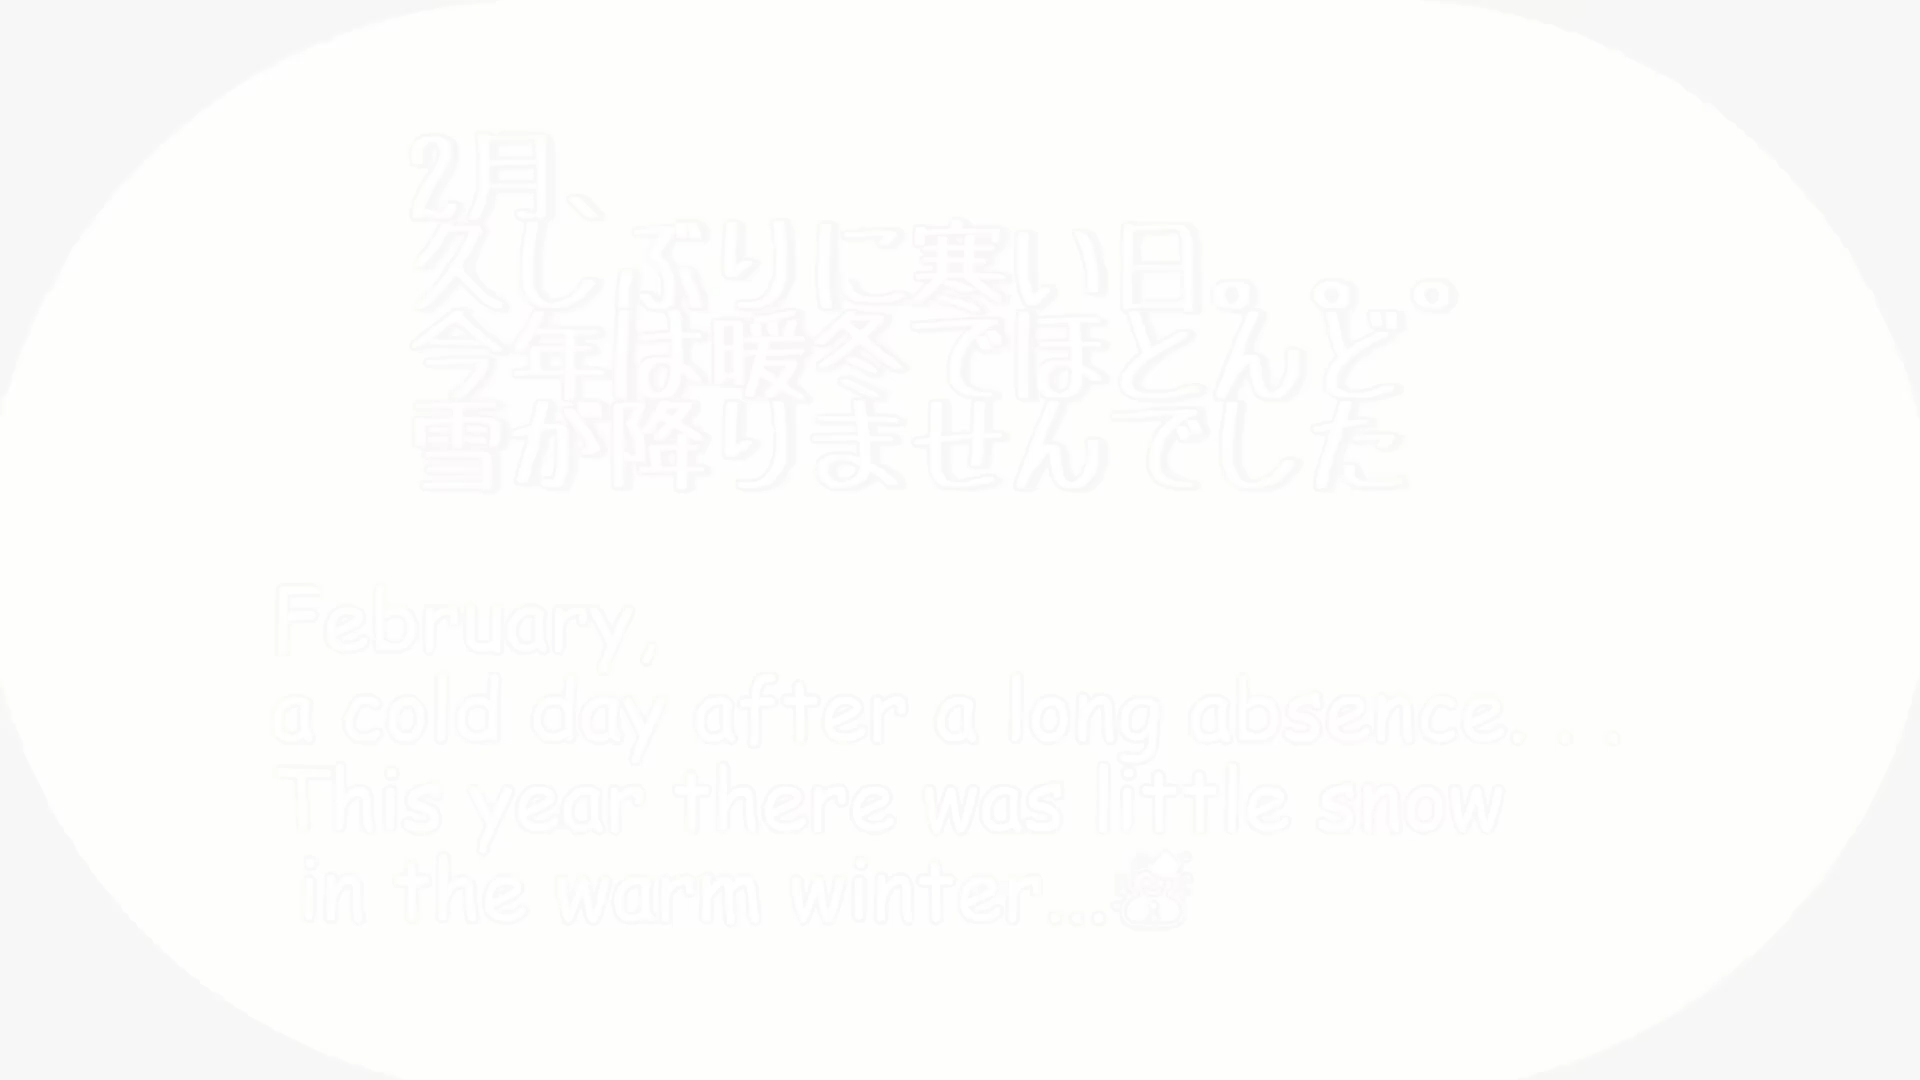 2月、
久しぶりに寒い日。。。
今年は暖冬でほとんど
雪が降りませんでした
February,
a cold day after a long absence. . .
This year there was little snow
in the warm winter...